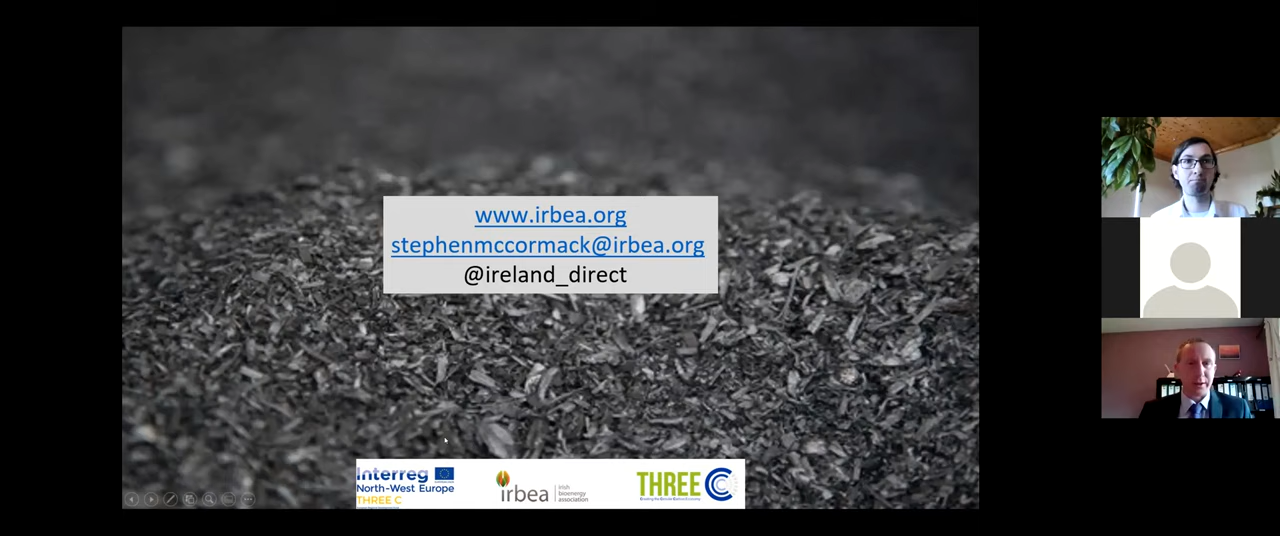 www.irbea.org
stephenmccormack@irbea.org
@ireland_direct
Interreg
North-West Europe
THREE C
irbea
Irish
bioenergy
association
THREE C